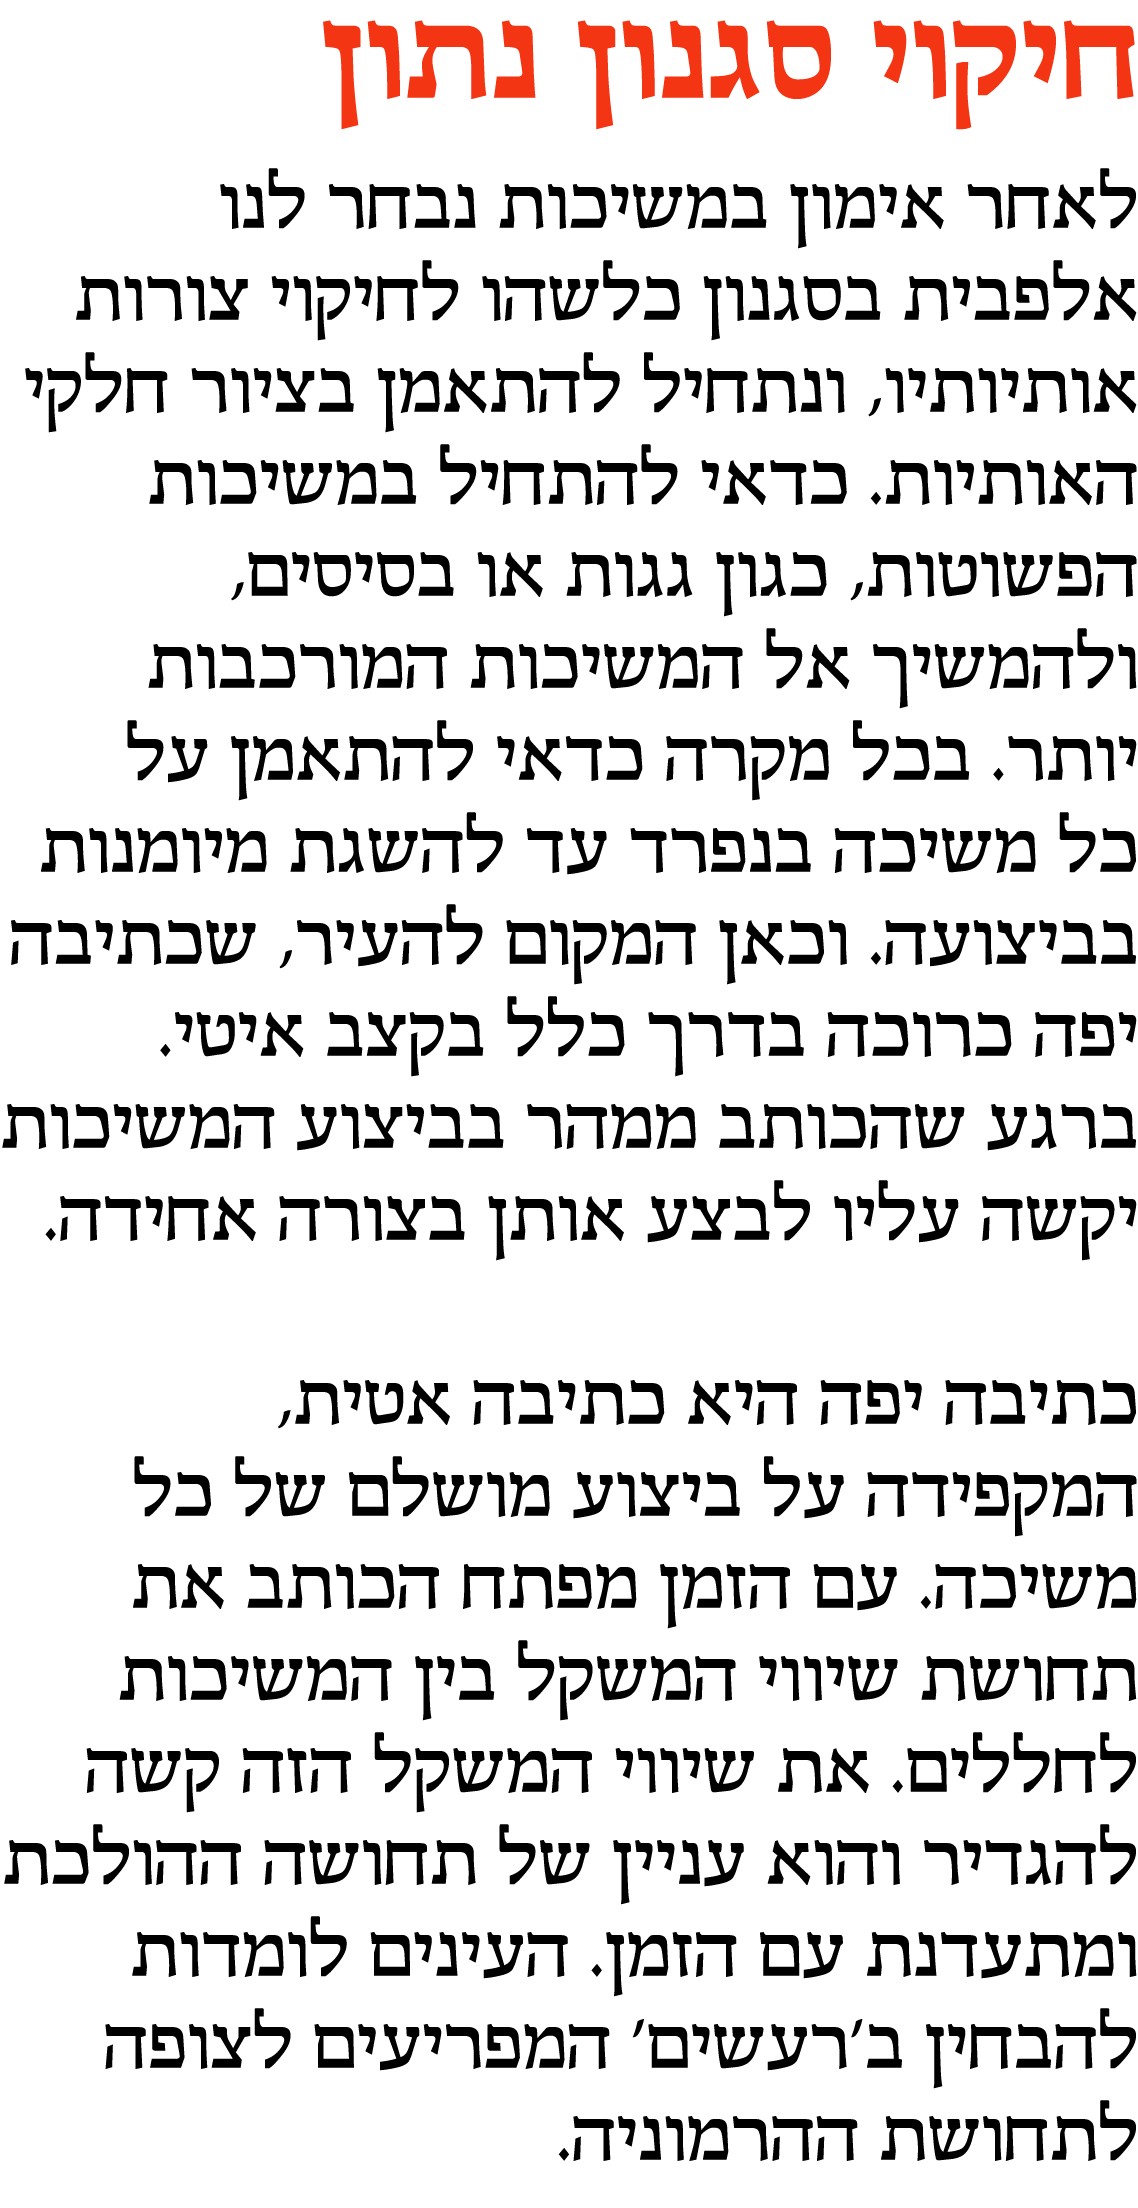 חיקוי סגנון נתון
לאחר אימון במשיכות נבחר לנו
אלפבית בסגנון כלשהו לחיקוי צורות
אותיותיו, ונתחיל להתאמן בציור חלקי
האותיות. כדאי להתחיל במשיכות
הפשוטות, כגון גגות או בסיסים,
ולהמשיך אל המשיכות המורכבות
יותר. בכל מקרה כדאי להתאמן על
כל משיכה בנפרד עד להשגת מיומנות
בביצועה. וכאן המקום להעיר, שכתיבה
יפה כרוכה בדרך כלל בקצב איטי.
ברגע שהכותב ממהר בביצוע המשיכות
יקשה עליו לבצע אותן בצורה אחידה.
כתיבה יפה היא כתיבה אטית,
המקפידה על ביצוע מושלם של כל
משיכה. עם הזמן מפתח הכותב את
תחושת שיווי המשקל בין המשיכות
לחללים. את שיווי המשקל הזה קשה
להגדיר והוא עניין של תחושה ההולכת
ומתעדנת עם הזמן. העינים לומדות
להבחין ב'רעשים' המפריעים לצופה
לתחושת ההרמוניה.